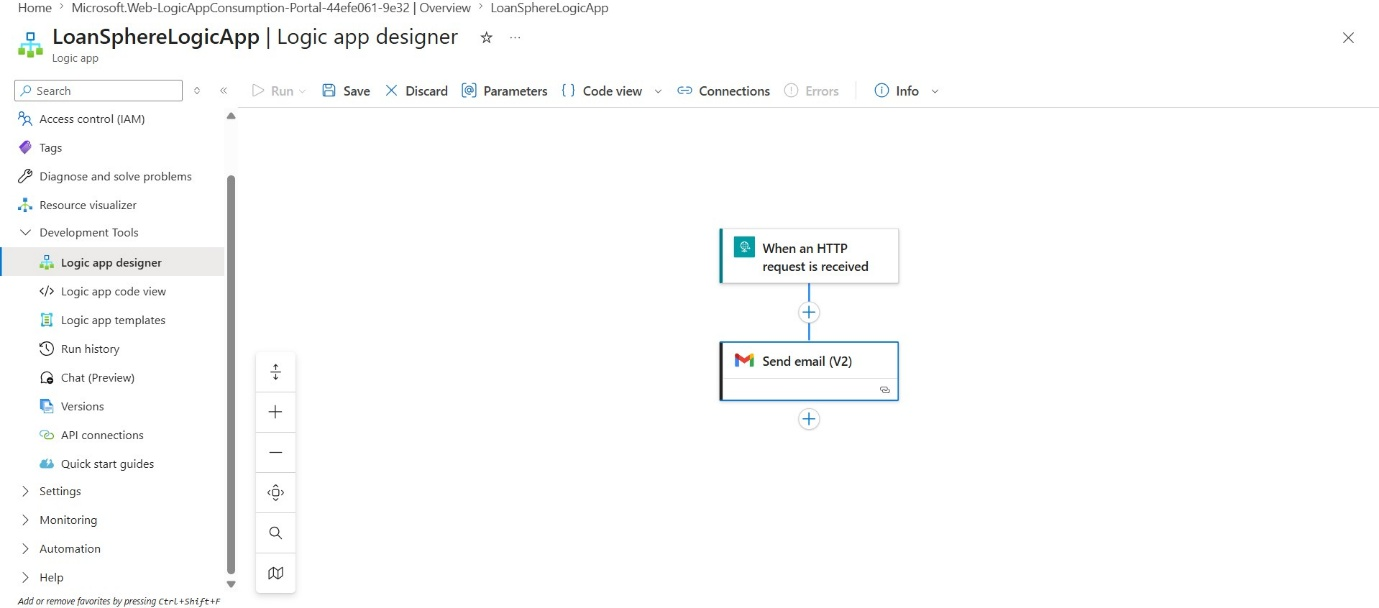 Home > Microsoft.Web-LogicAppConsumption-Portal-44efe061-9e32 | Overview > LoanSphereLogicApp
LoanSphereLogicApp | Logic app designer
Logic app
Search
Run
Save
Discard
Parameters
Code view
Connections
Errors
Info
Access control (IAM)
Tags
Diagnose and solve problems
Resource visualizer
Development Tools
Logic app designer
Logic app code view
Logic app templates
Run history
Chat (Preview)
Versions
API connections
Quick start guides
Settings
Monitoring
Automation
Help
Add or remove favorites by pressing Ctrl+Shift+F
When an HTTP
request is received
Send email (V2)